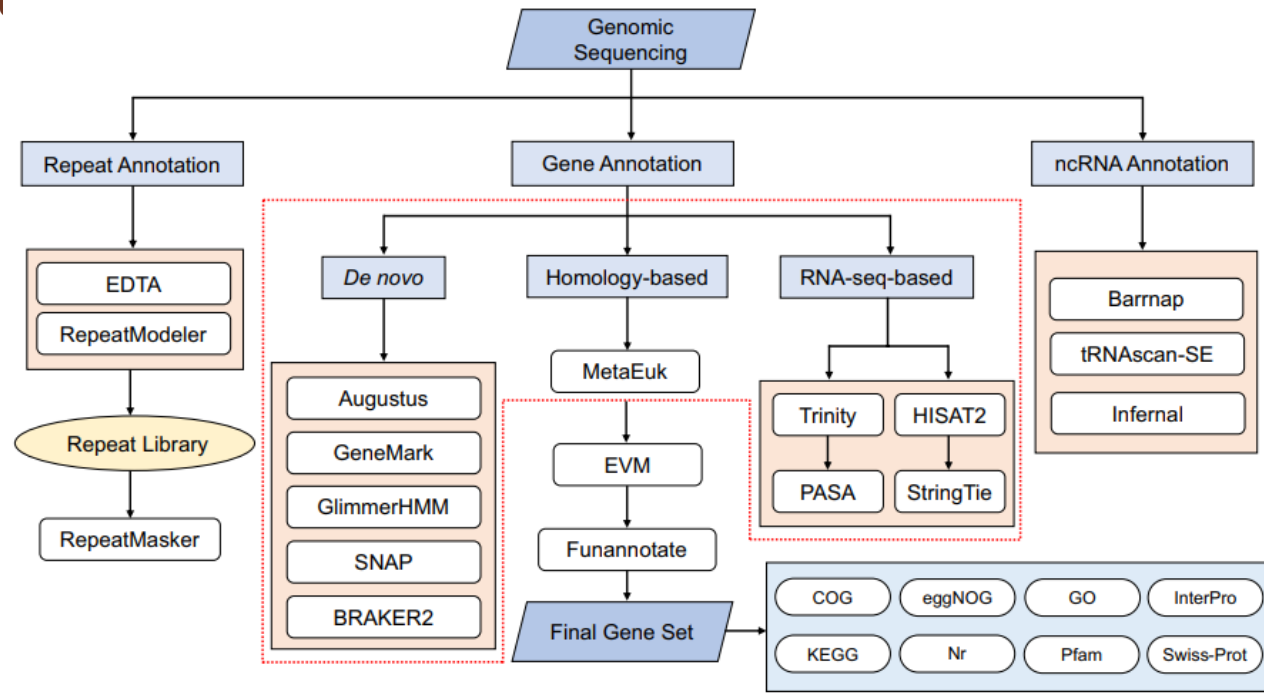 Genomic
Sequencing
Repeat Annotation
Gene Annotation
ncRNA Annotation
De novo
Homology-based
RNA-seq-based
EDTA
RepeatModeler
Repeat Library
RepeatMasker
Augustus
GeneMark
GlimmerHMM
SNAP
BRAKER2
MetaEuk
EVM
Funannotate
Final Gene Set
Trinity
HISAT2
PASA
StringTie
Barrnap
tRNAscan-SE
Infernal
COG
eggNOG
GO
InterPro
KEGG
Nr
Pfam
Swiss-Prot